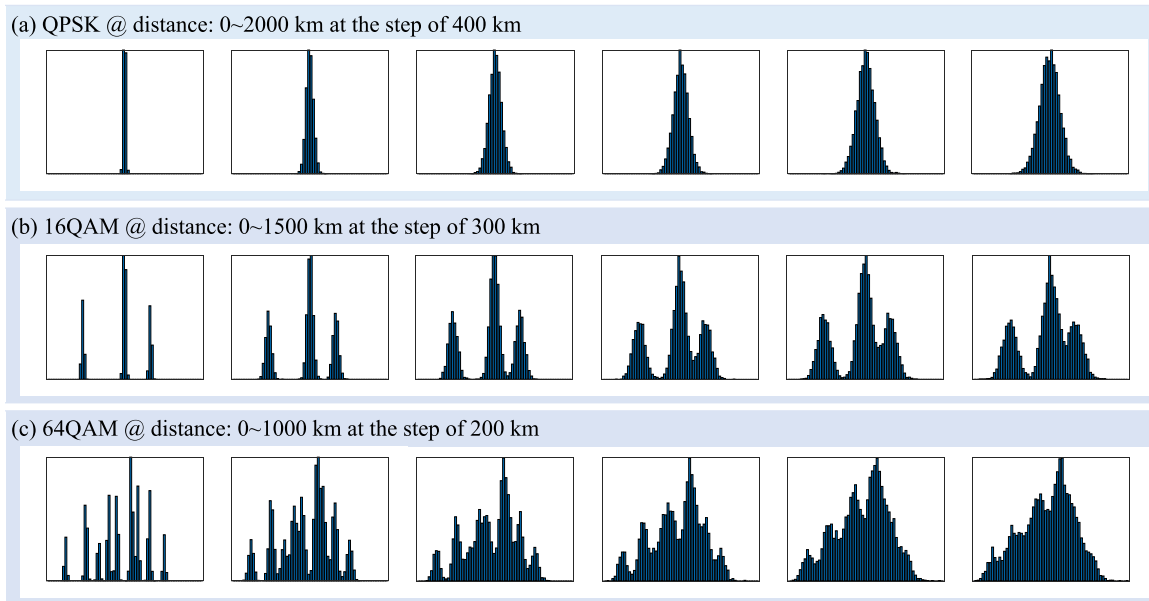 (a) QPSK @ distance: 0~2000 km at the step of 400 km
(b) 16QAM @ distance: 0~1500 km at the step of 300 km
(c) 64QAM @ distance: 0~1000 km at the step of 200 km